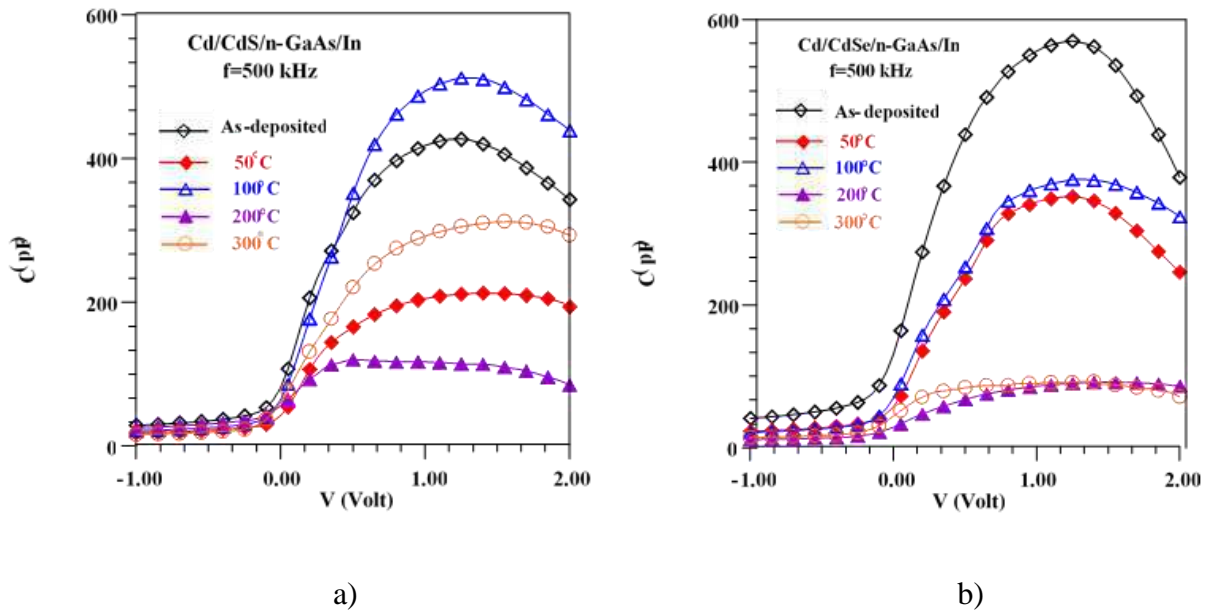 600
Cd/CdS/n-GaAs/In
f=500 kHz
As-deposited
50°C
100°C
200°C
300°C
400
200
0
C(pF)
-1.00
0.00
1.00
2.00
V (Volt)
a)
600
Cd/CdSe/n-GaAs/In
f=500 kHz
As-deposited
50°C
100°C
200°C
300°C
400
200
0
C(pF)
-1.00
0.00
1.00
2.00
V (Volt)
b)